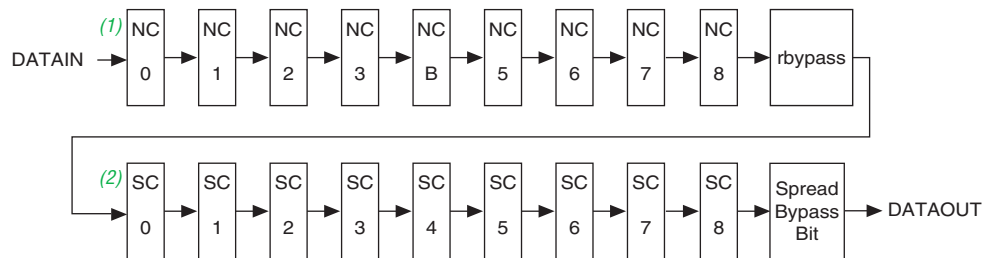 (1)
NC NC NC NC NC NC NC NC NC
DATAIN
rbypass
0 1 2 3 B 5 6 7 8
(2)
SC SC SC SC SC SC SC SC SC
0 1 2 3 4 5 6 7 8
Spread
Bypass
Bit
DATAOUT